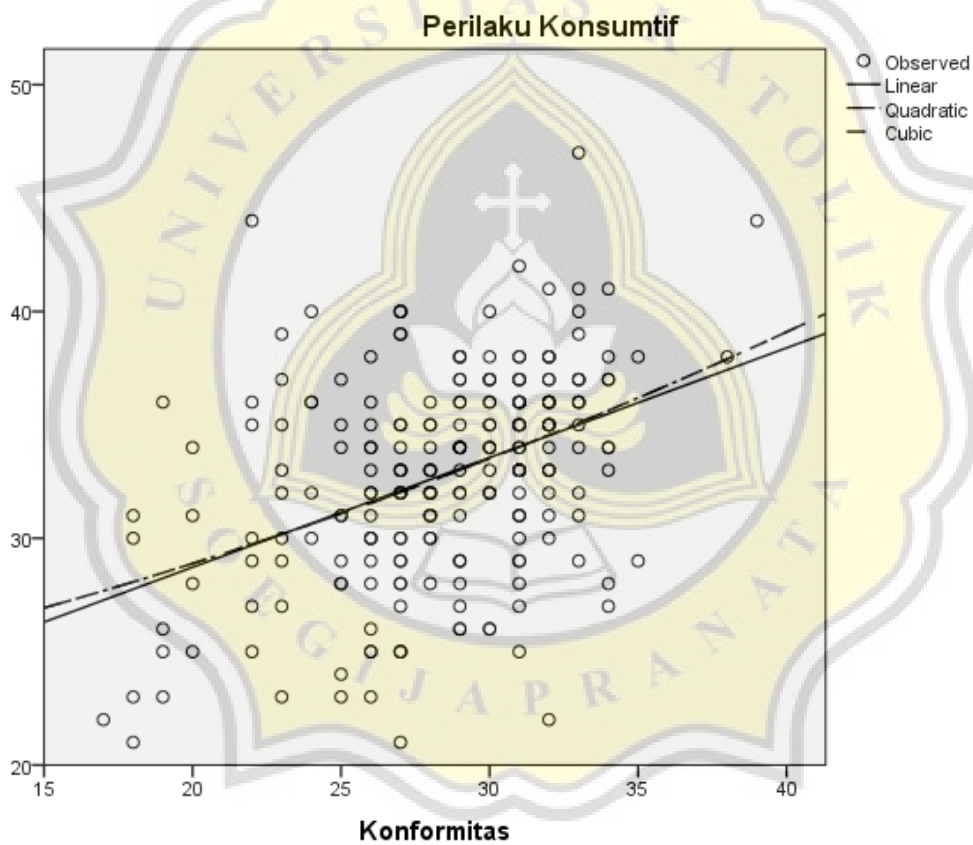 Perilaku Konsumtif
UNIVERSITAS KATOLIK
SOEGIJAPRANATA
Observed
Linear
Quadratic
Cubic
50
40
30
20
15 20 25 30 35 40
Konformitas